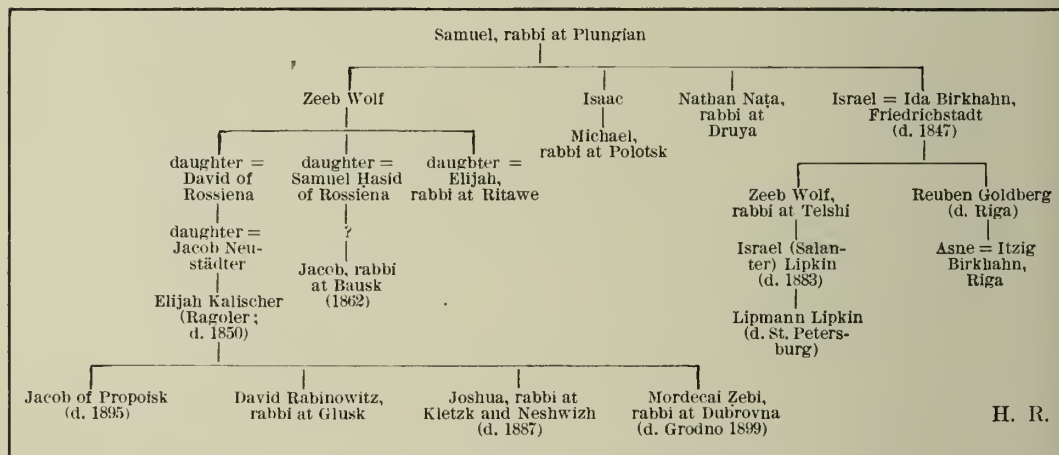 Samuel, rabbi at Plungian
Zeeb Wolf
Isaac
Michael,
rabbi at Polotsk
Nathan Naṭa,
rabbi at
Druya
Israel = Ida Birkhahn,
Friedrichstadt
(d. 1847)
daughter =
David of
Rossiena
daughter =
Samuel Ḥasid
of Rossiena
daughter =
Elijah,
rabbi at Ritawe
Zeeb Wolf,
rabbi at Telshi
Reuben Goldberg
(d. Riga)
daughter =
Jacob Neu-
städter
?
Jacob, rabbi
at Bausk
(1862)
Israel (Salan-
ter) Lipkin
(d. 1883)
Asne = Itzig
Birkhahn,
Riga
Elijah Kalischer
(Ragoler;
d. 1850)
Lipmann Lipkin
(d. St. Peters-
burg)
Jacob of Propoisk
(d. 1895)
David Rabinowitz,
rabbi at Glusk
Joshua, rabbi at
Kletzk and Neshwizh
(d. 1887)
Mordecai Ẓebi,
rabbi at Dubrovna
(d. Grodno 1899)
H. R.